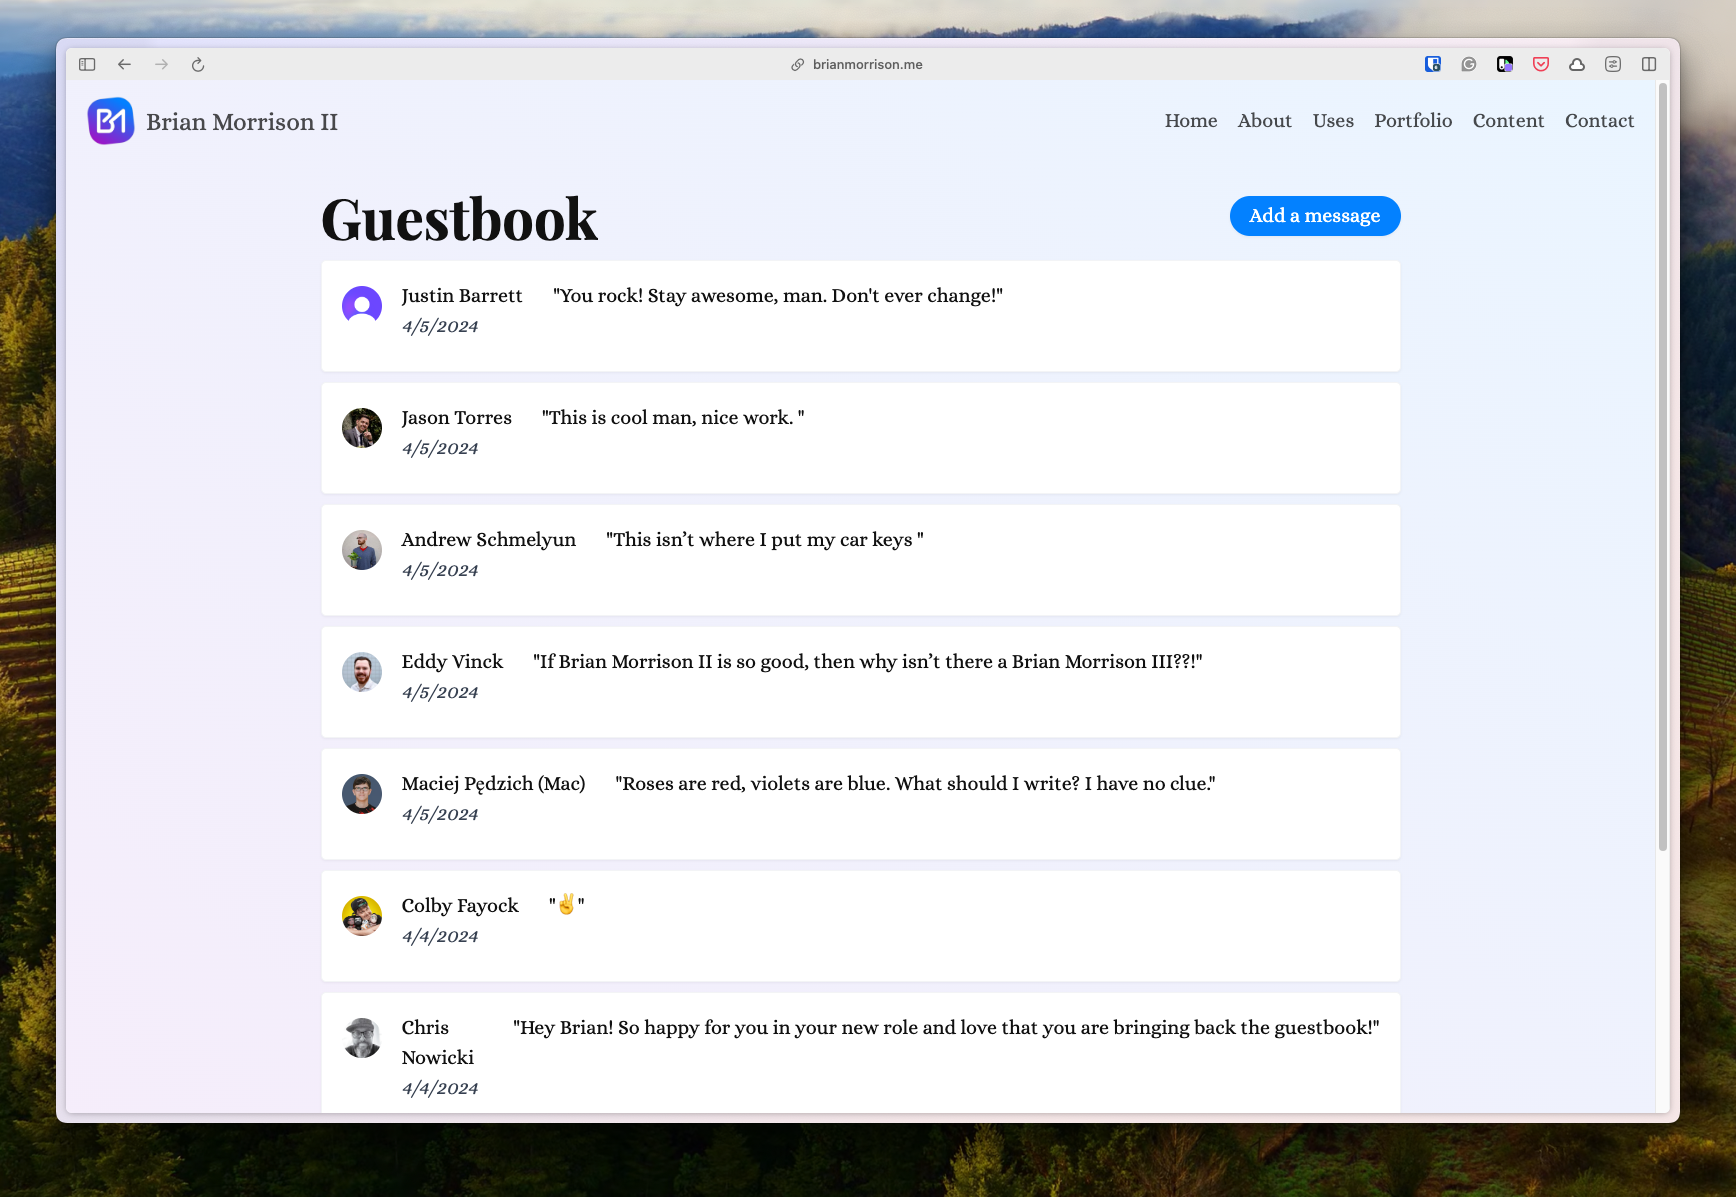 brianmorrison.me
Brian Morrison II
Home About Uses Portfolio Content Contact
Guestbook
Add a message
Justin Barrett "You rock! Stay awesome, man. Don't ever change!"
4/5/2024
Jason Torres "This is cool man, nice work. "
4/5/2024
Andrew Schmelyun "This isn’t where I put my car keys "
4/5/2024
Eddy Vinck "If Brian Morrison II is so good, then why isn’t there a Brian Morrison III??!"
4/5/2024
Maciej Pędzich (Mac) "Roses are red, violets are blue. What should I write? I have no clue."
4/5/2024
Colby Fayock "✌️"
4/4/2024
Chris "Hey Brian! So happy for you in your new role and love that you are bringing back the guestbook!"
Nowicki
4/4/2024